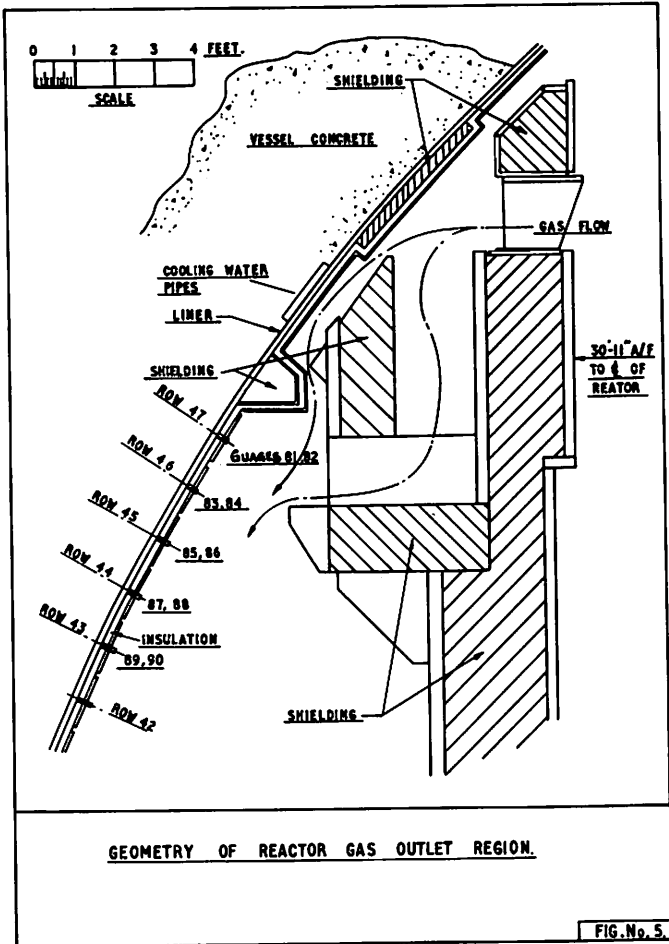 0 1 2 3 4 FEET.
SCALE
SHIELDING
VESSEL CONCRETE
GAS FLOW
COOLING WATER
PIPES
LINER
SHIELDING
30'-11" A/F
TO ℄ OF
REATOR
ROW 47
GUAGES 81,82
ROW 46
83,84
ROW 45
85,86
ROW 44
87, 88
ROW 43
INSULATION
89,90
ROW 42
SHIELDING
GEOMETRY OF REACTOR GAS OUTLET REGION.
FIG.No. 5.